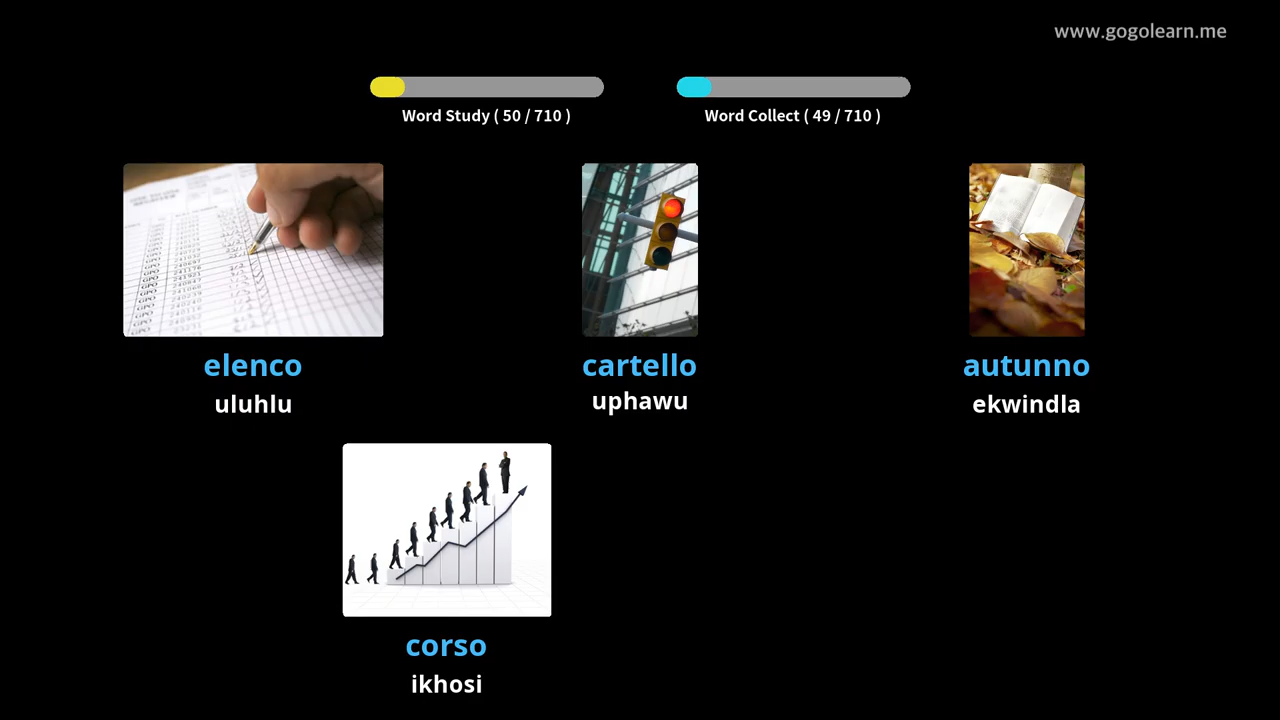 www.gogolearn.me
Word Study ( 50 / 710 )
Word Collect ( 49 / 710 )
elenco
uluhlu
cartello
uphawu
autunno
ekwindla
corso
ikhosi